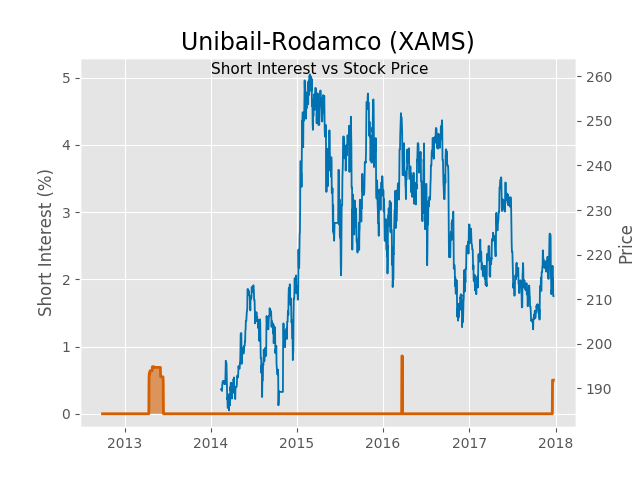 Unibail-Rodamco (XAMS)
Short Interest vs Stock Price
Short Interest (%)
5
4
3
2
1
0
260
250
240
230
220
210
200
190
Price
2013 2014 2015 2016 2017 2018